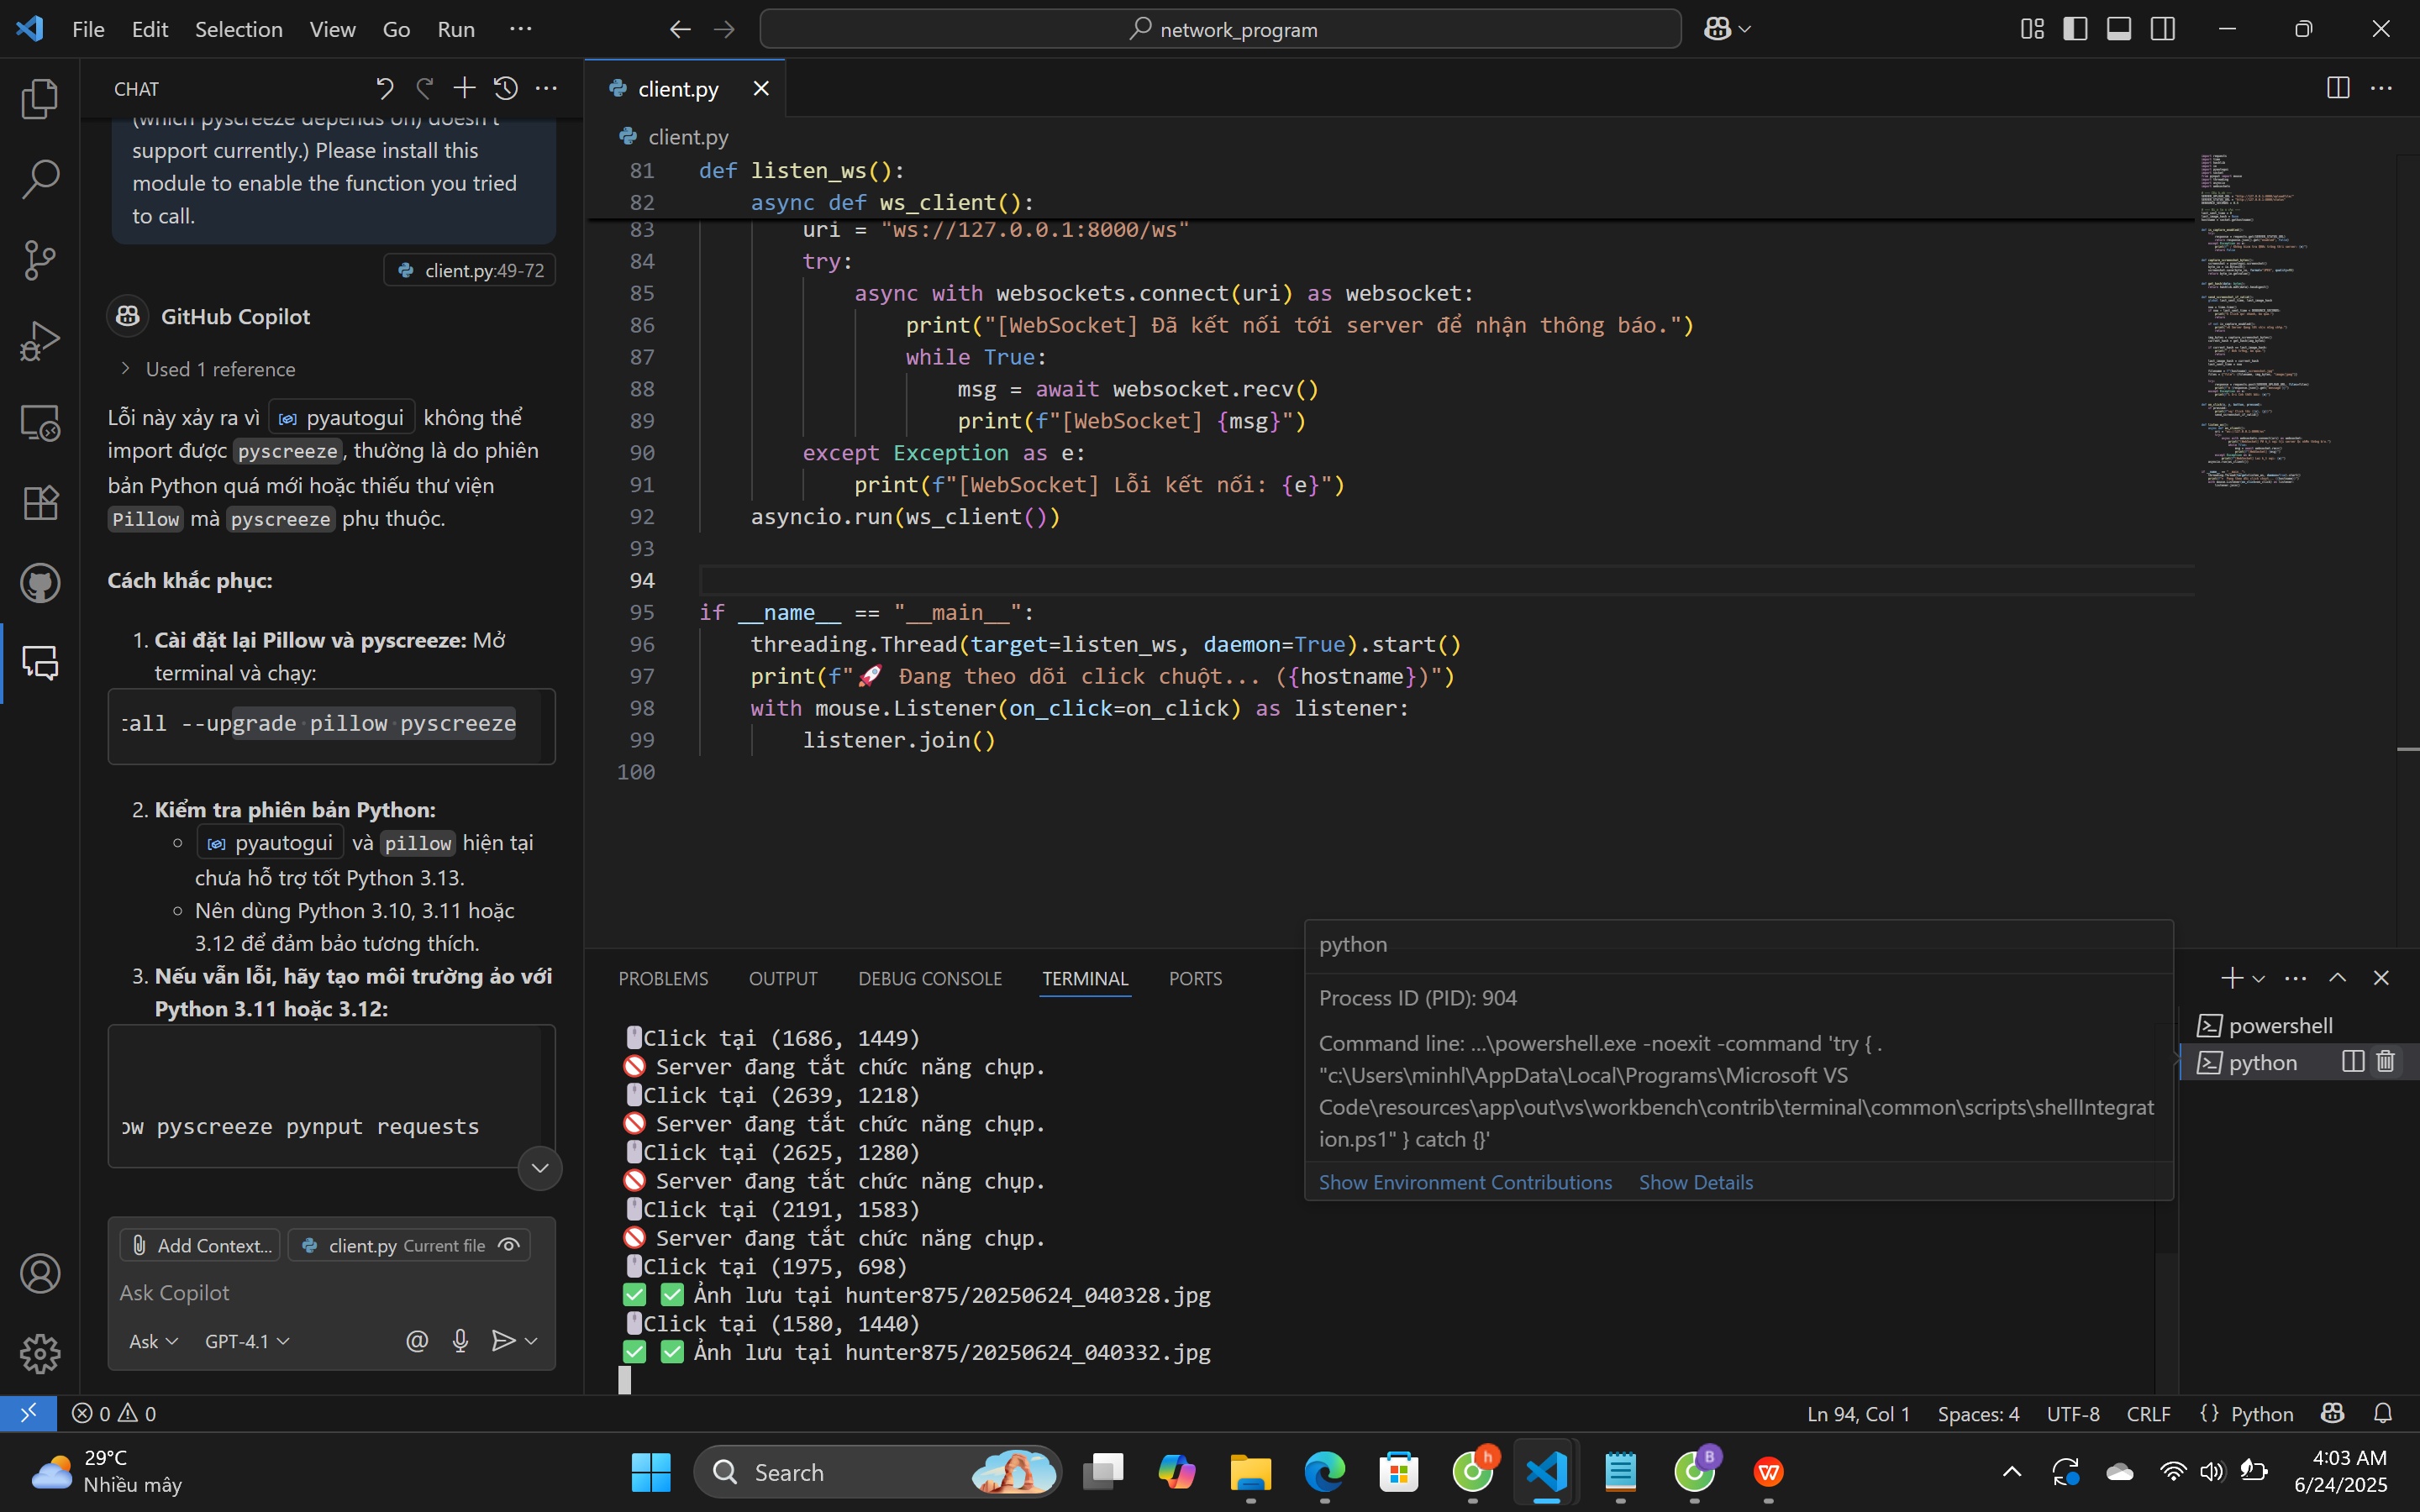 File Edit Selection View Go Run ...
network_program
CHAT
(which pyscreeze depends on) doesn't
support currently.) Please install this
module to enable the function you tried
to call.
client.py:49-72
GitHub Copilot
Used 1 reference
Lỗi này xảy ra vì pyautogui không thể
import được pyscreeze, thường là do phiên
bản Python quá mới hoặc thiếu thư viện
Pillow mà pyscreeze phụ thuộc.
Cách khắc phục:
1. Cài đặt lại Pillow và pyscreeze: Mở
terminal và chạy:
all --upgrade pillow pyscreeze
2. Kiểm tra phiên bản Python:
pyautogui và pillow hiện tại
chưa hỗ trợ tốt Python 3.13.
Nên dùng Python 3.10, 3.11 hoặc
3.12 để đảm bảo tương thích.
3. Nếu vẫn lỗi, hãy tạo môi trường ảo với
Python 3.11 hoặc 3.12:
ow pyscreeze pynput requests
Add Context... client.py Current file
Ask Copilot
Ask GPT-4.1
client.py
client.py
81 def listen_ws():
82 async def ws_client():
83 uri = "ws://127.0.0.1:8000/ws"
84 try:
85 async with websockets.connect(uri) as websocket:
86 print("[WebSocket] Đã kết nối tới server để nhận thông báo.")
87 while True:
88 msg = await websocket.recv()
89 print(f"[WebSocket] {msg}")
90 except Exception as e:
91 print(f"[WebSocket] Lỗi kết nối: {e}")
92 asyncio.run(ws_client())
93
94
95 if __name__ == "__main__":
96 threading.Thread(target=listen_ws, daemon=True).start()
97 print(f"🚀 Đang theo dõi click chuột... ({hostname})")
98 with mouse.Listener(on_click=on_click) as listener:
99 listener.join()
100
PROBLEMS OUTPUT DEBUG CONSOLE TERMINAL PORTS
🖱Click tại (1686, 1449)
🚫 Server đang tắt chức năng chụp.
🖱Click tại (2639, 1218)
🚫 Server đang tắt chức năng chụp.
🖱Click tại (2625, 1280)
🚫 Server đang tắt chức năng chụp.
🖱Click tại (2191, 1583)
🚫 Server đang tắt chức năng chụp.
🖱Click tại (1975, 698)
✅ ✅ Ảnh lưu tại hunter875/20250624_040328.jpg
🖱Click tại (1580, 1440)
✅ ✅ Ảnh lưu tại hunter875/20250624_040332.jpg
python
Process ID (PID): 904
Command line: ...\powershell.exe -noexit -command 'try { .
"c:\Users\minhl\AppData\Local\Programs\Microsoft VS
Code\resources\app\out\vs\workbench\contrib\terminal\common\scripts\shellIntegrat
ion.ps1" } catch {}'
Show Environment Contributions Show Details
powershell
python
0 0
Ln 94, Col 1 Spaces: 4 UTF-8 CRLF {} Python
29°C
Nhiều mây
Search
h
B
W
4:03 AM
6/24/2025